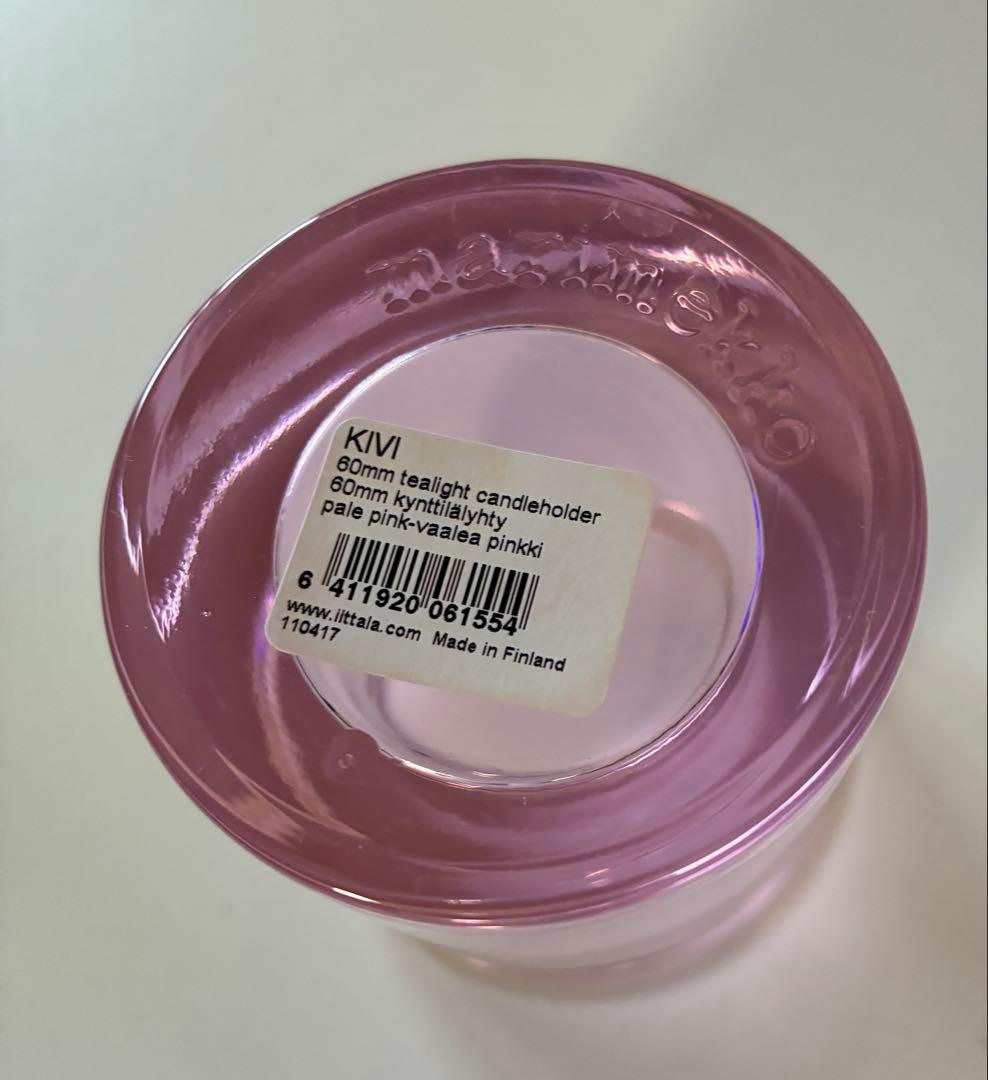 marimekko
KIVI
60mm tealight candleholder
60mm kynttilälyhty
pale pink-vaalea pinkki
6 411920 061554
www.iittala.com Made in Finland
110417